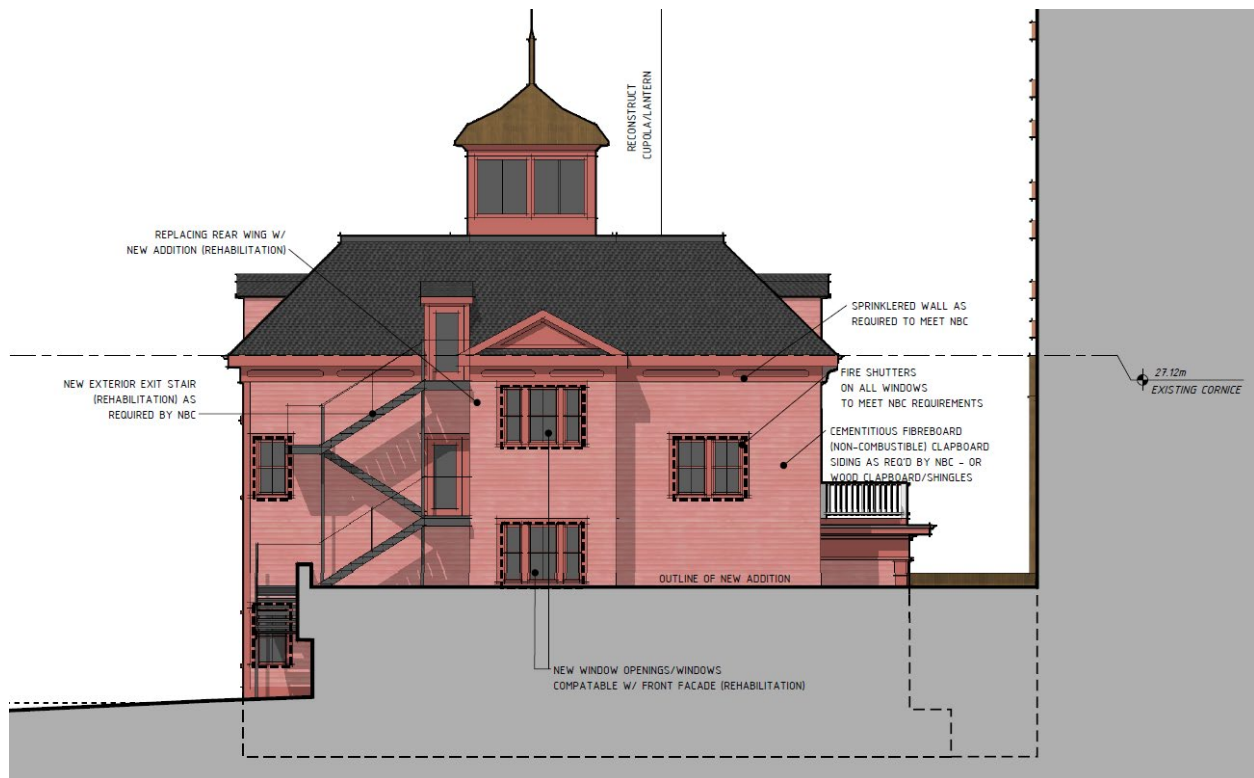 RECONSTRUCT
CUPOLA/LANTERN
REPLACING REAR WING W/
NEW ADDITION (REHABILITATION)
SPRINKLERED WALL AS
REQUIRED TO MEET NBC
NEW EXTERIOR EXIT STAIR
(REHABILITATION) AS
REQUIRED BY NBC
FIRE SHUTTERS
ON ALL WINDOWS
TO MEET NBC REQUIREMENTS
27.12m
EXISTING CORNICE
CEMENTITIOUS FIBREBOARD
(NON-COMBUSTIBLE) CLAPBOARD
SIDING AS REQ'D BY NBC - OR
WOOD CLAPBOARD/SHINGLES
OUTLINE OF NEW ADDITION
NEW WINDOW OPENINGS/WINDOWS
COMPATABLE W/ FRONT FACADE (REHABILITATION)